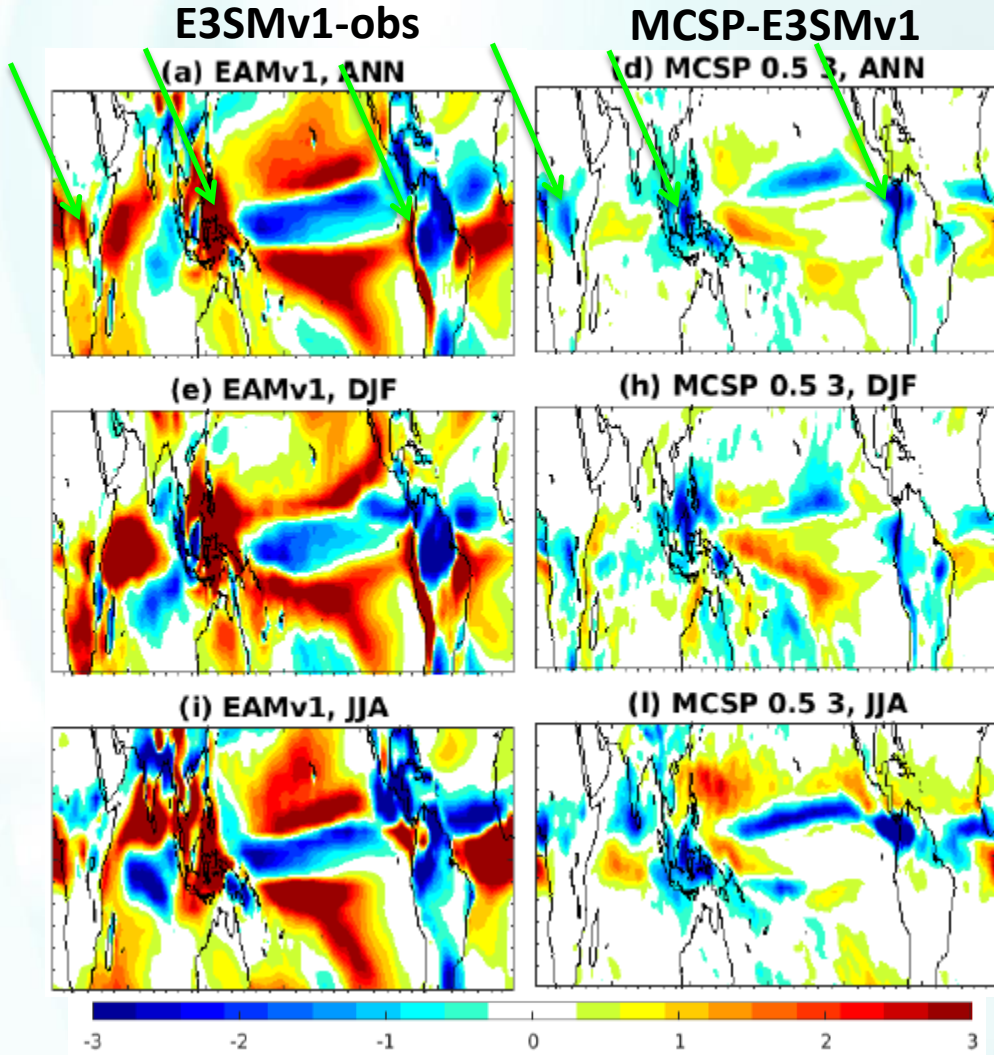 E3SMv1-obs MCSP-E3SMv1
(a) EAMv1, ANN (d) MCSP 0.5 3, ANN
(e) EAMv1, DJF (h) MCSP 0.5 3, DJF
(i) EAMv1, JJA (l) MCSP 0.5 3, JJA
-3 -2 -1 0 1 2 3